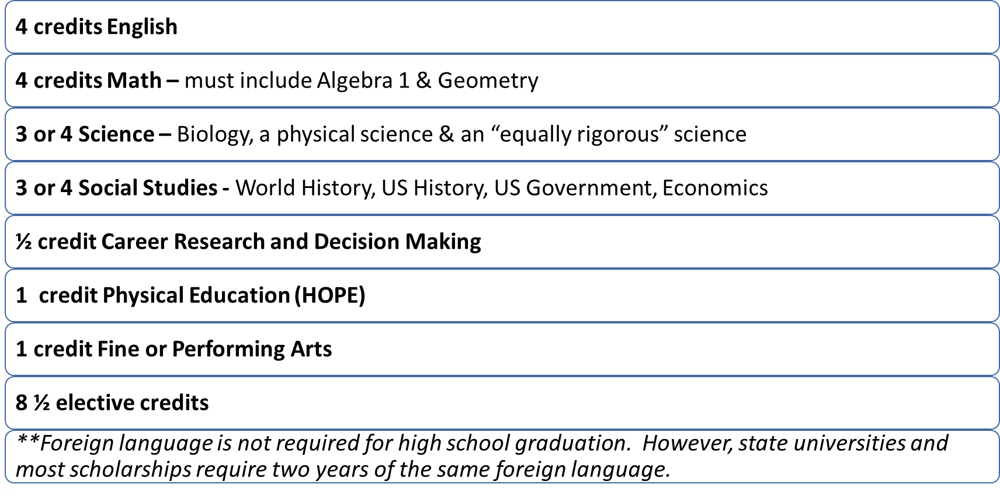 4 credits English
4 credits Math – must include Algebra 1 & Geometry
3 or 4 Science – Biology, a physical science & an “equally rigorous” science
3 or 4 Social Studies - World History, US History, US Government, Economics
½ credit Career Research and Decision Making
1  credit Physical Education (HOPE)
1 credit Fine or Performing Arts
8 ½ elective credits
**Foreign language is not required for high school graduation.  However, state universities and
most scholarships require two years of the same foreign language.